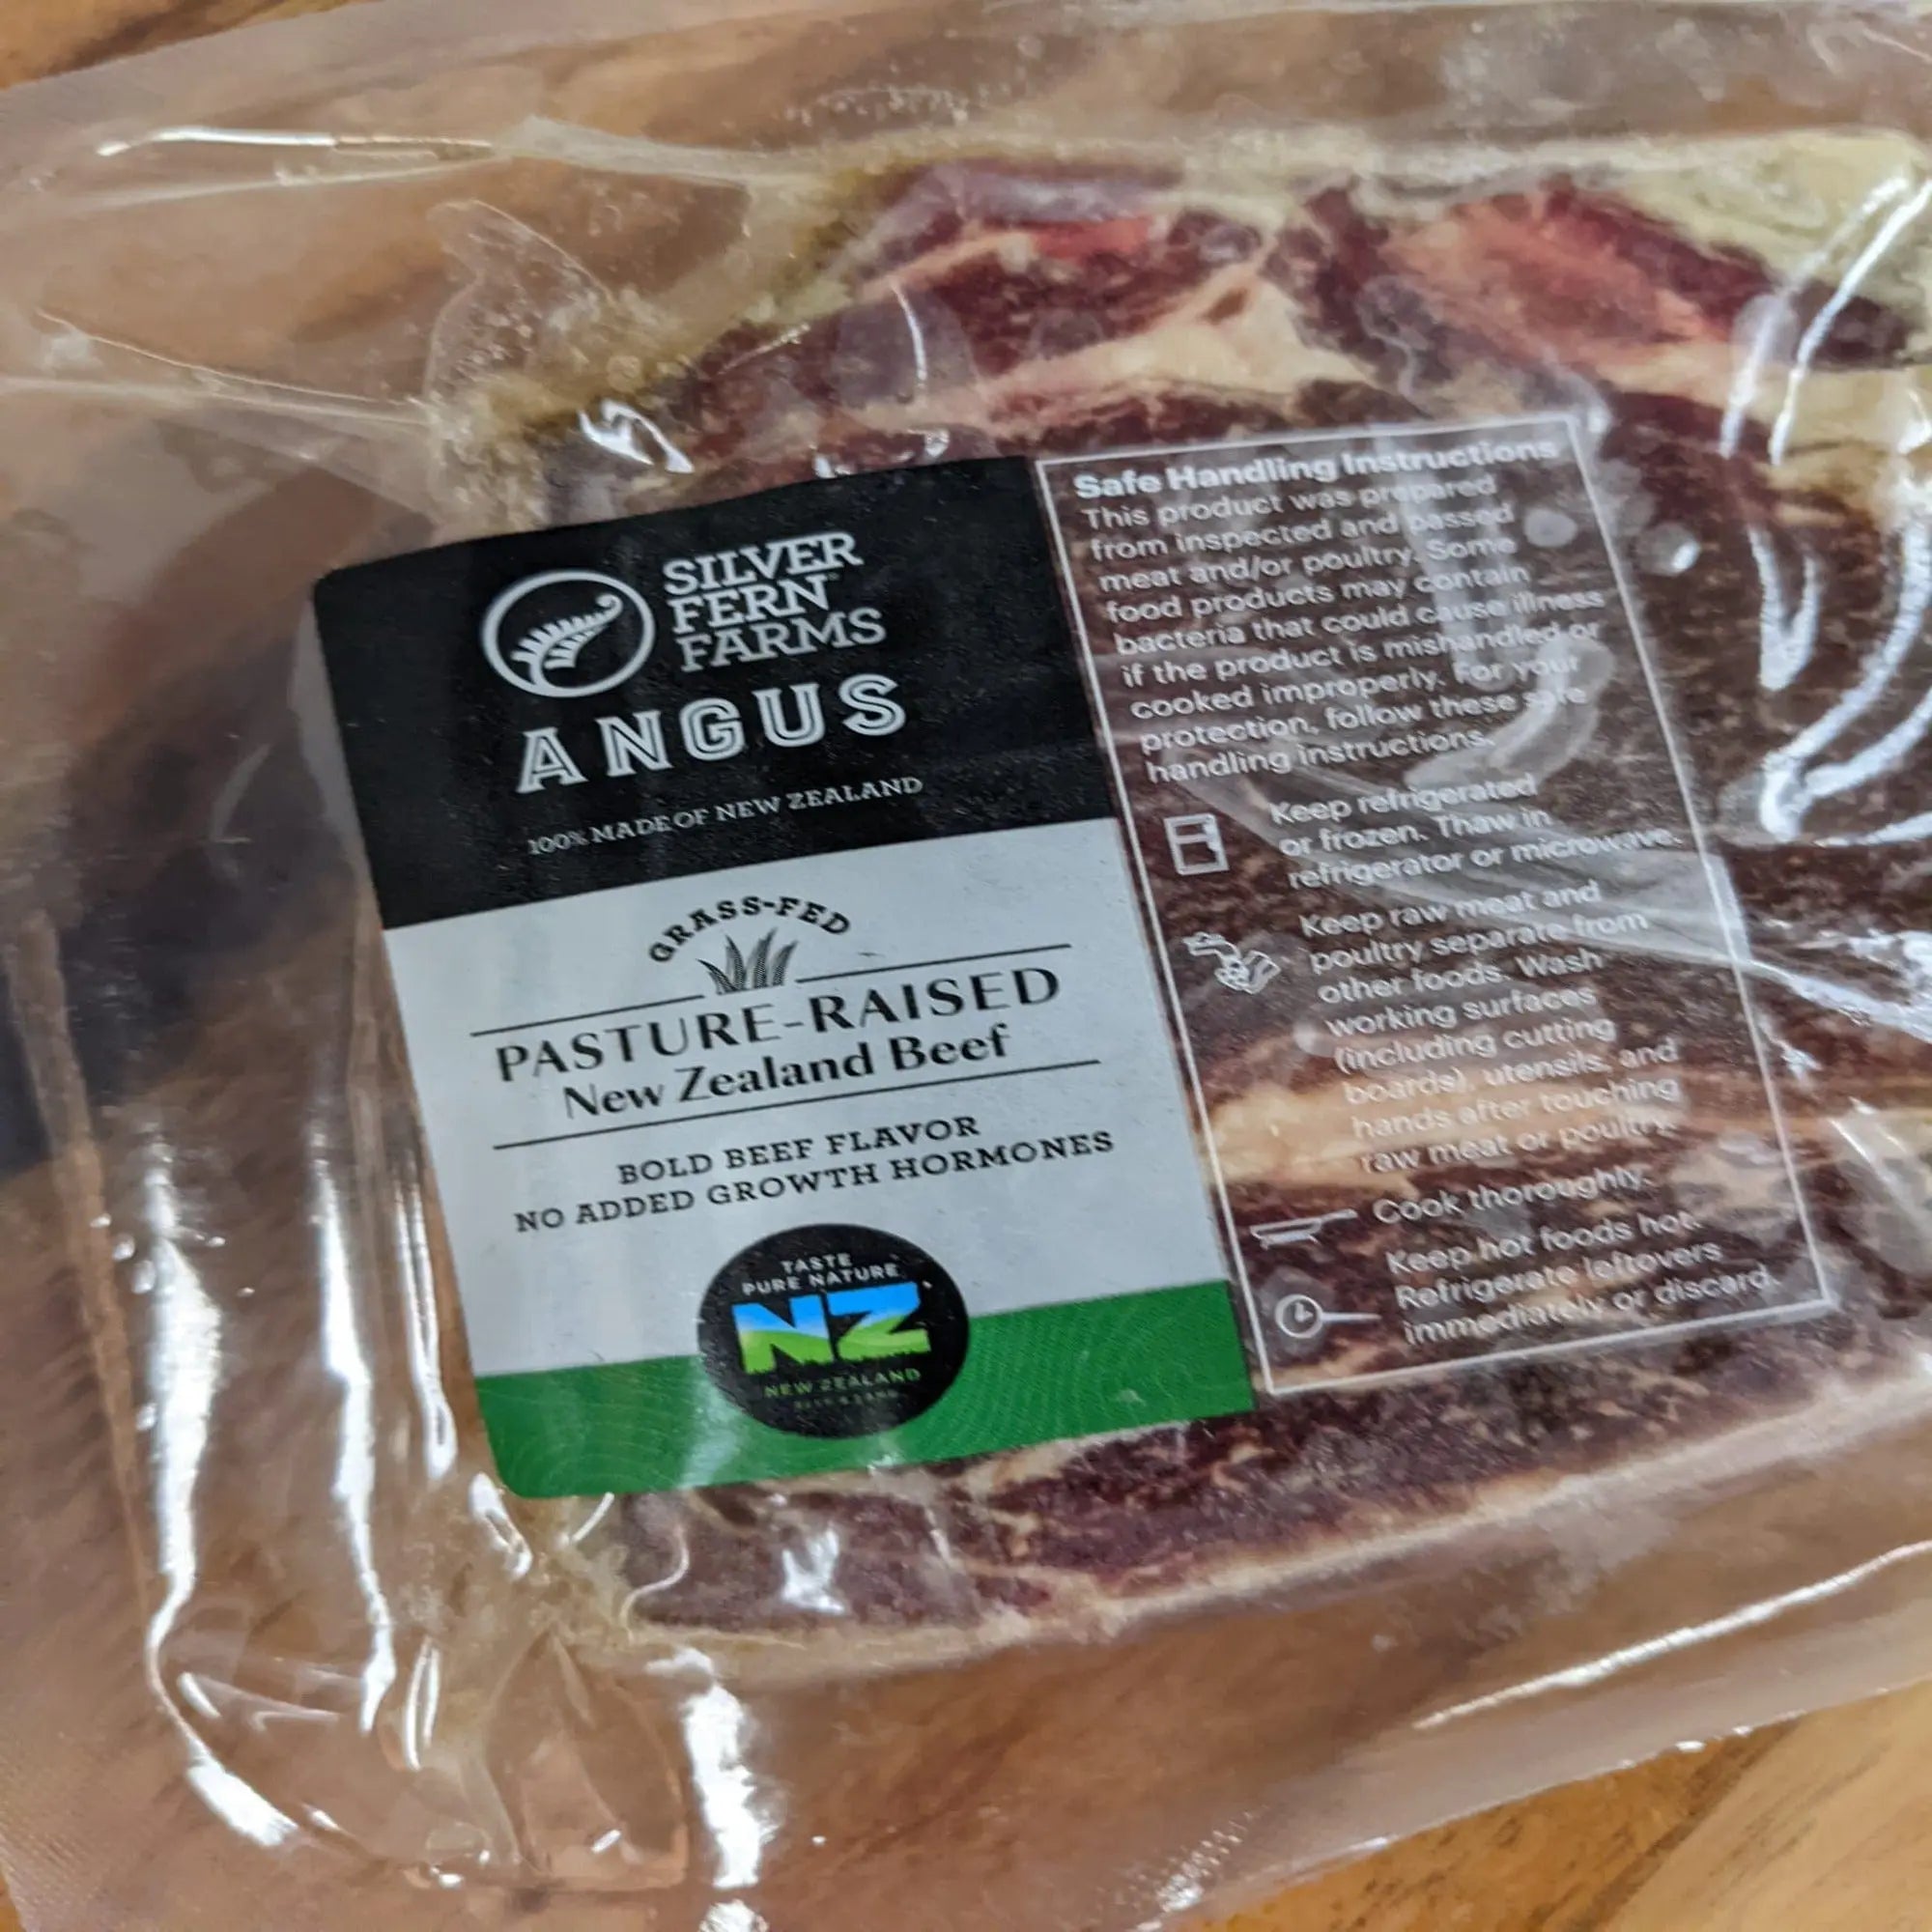 SILVER
FERN
FARMS
ANGUS
100% MADE OF NEW ZEALAND
GRASS-FED
PASTURE-RAISED
New Zealand Beef
BOLD BEEF FLAVOR
NO ADDED GROWTH HORMONES
TASTE
PURE NATURE
NZ
NEW ZEALAND
BEEF & LAMB
Safe Handling Instructions
This product was prepared
from inspected and passed
meat and/or poultry. Some
food products may contain
bacteria that could cause illness
if the product is mishandled or
cooked improperly. For your
protection, follow these safe
handling instructions.
Keep refrigerated
or frozen. Thaw in
refrigerator or microwave.
Keep raw meat and
poultry separate from
other foods. Wash
working surfaces
(including cutting
boards), utensils, and
hands after touching
raw meat or poultry.
Cook thoroughly.
Keep hot foods hot.
Refrigerate leftovers
immediately or discard.